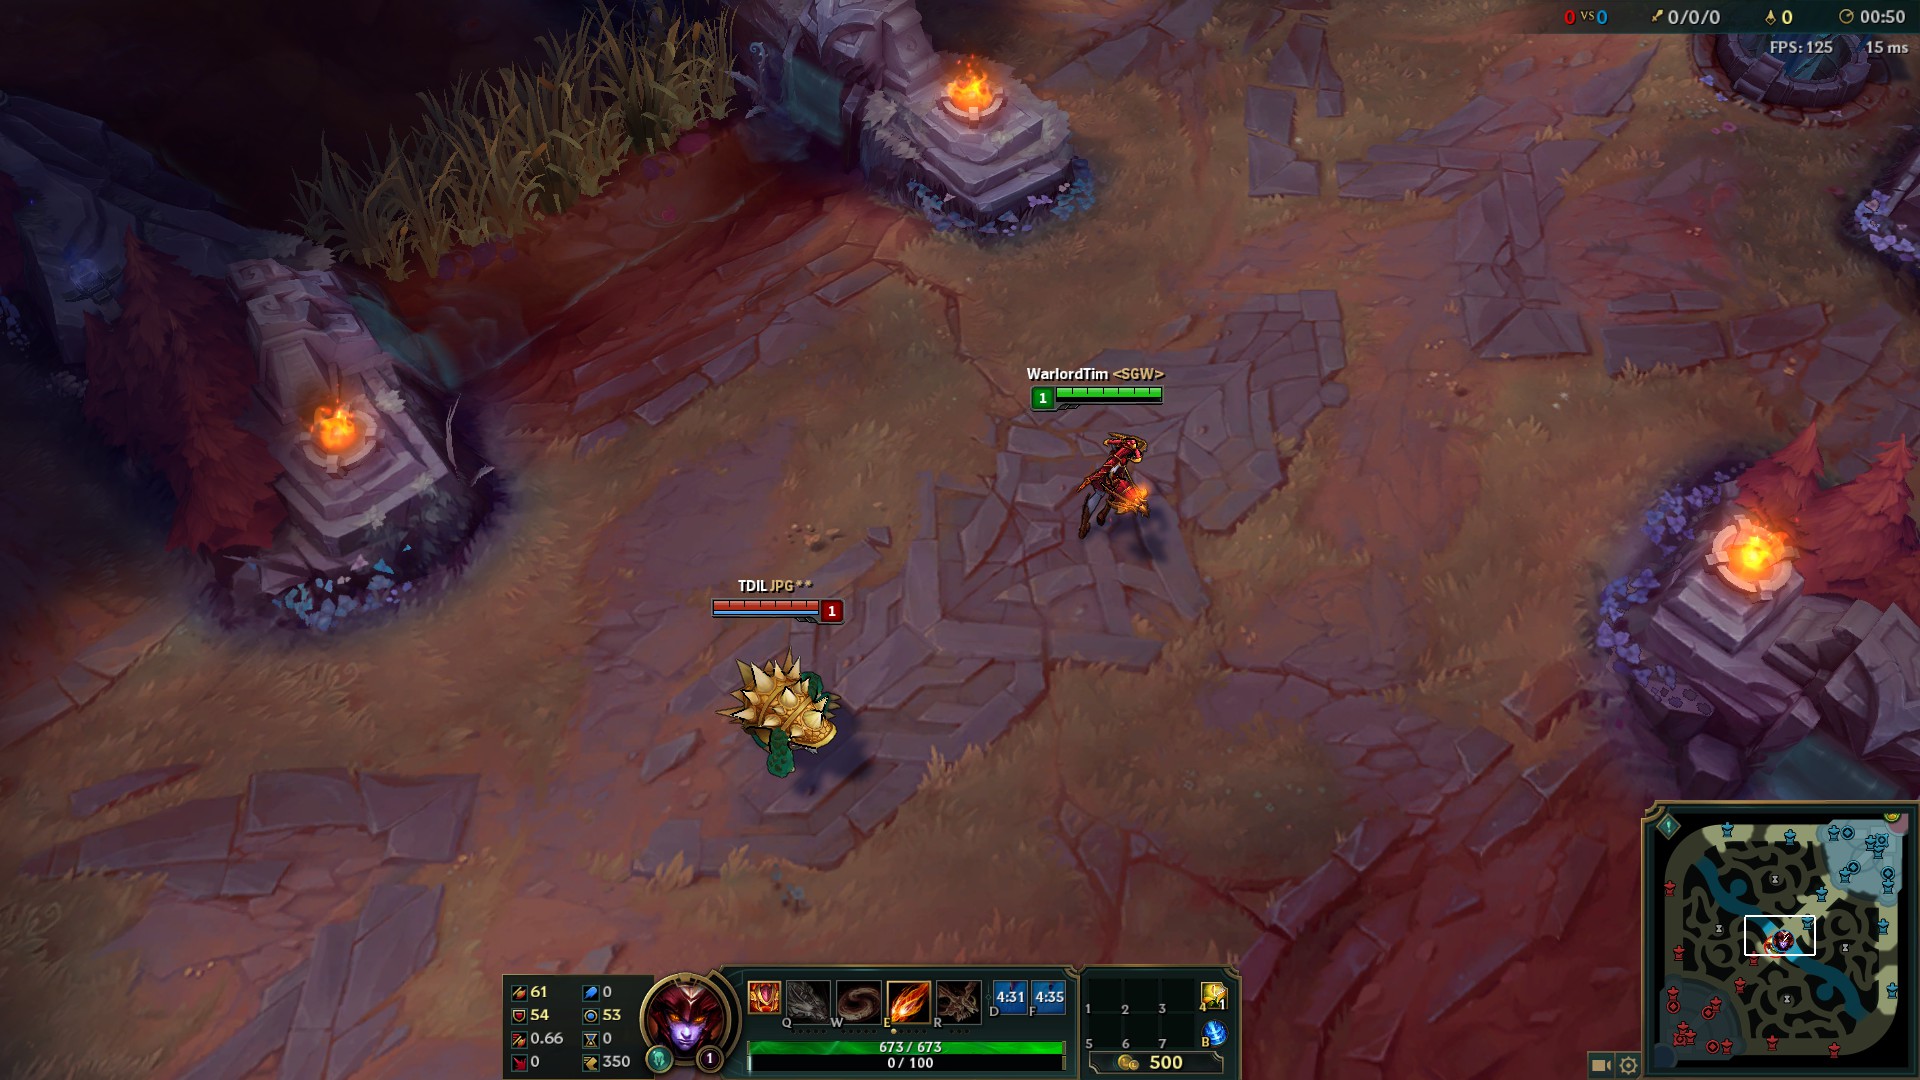 0 VS 0 0/0/0 0 00:50
FPS: 125 15 ms
WarlordTim <SGW>
1
TDIL JPG**
1
61 0
54 53
0.66 0
0 350
1
Q W E R
4:31 4:35
D F
673 / 673
0 / 100
1 2 3 4 1
5 6 7 B
500